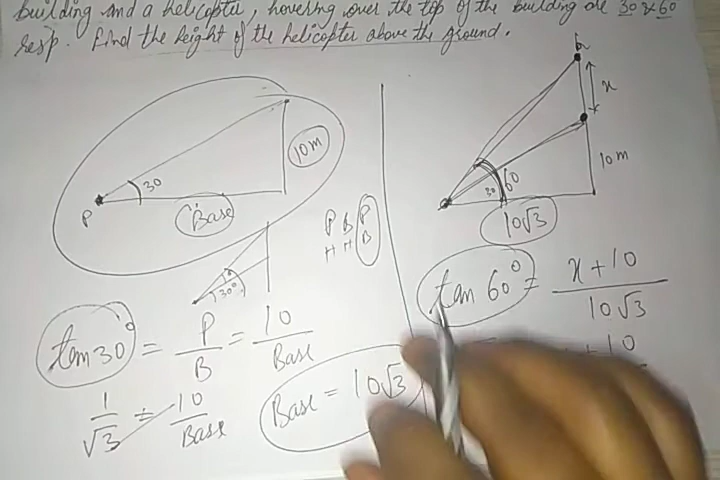 building and a helicopter, hovering over the top of the building are 30 & 60
resp. Find the height of the helicopter above the ground.
10m
30
P
Base
h
x
10m
60
30
10√3
P B P
H H B
30°
tan 30° = P/B = 10/Base
1/√3 = 10/Base
Base = 10√3
tan 60° = x+10/10√3
=
+ 10